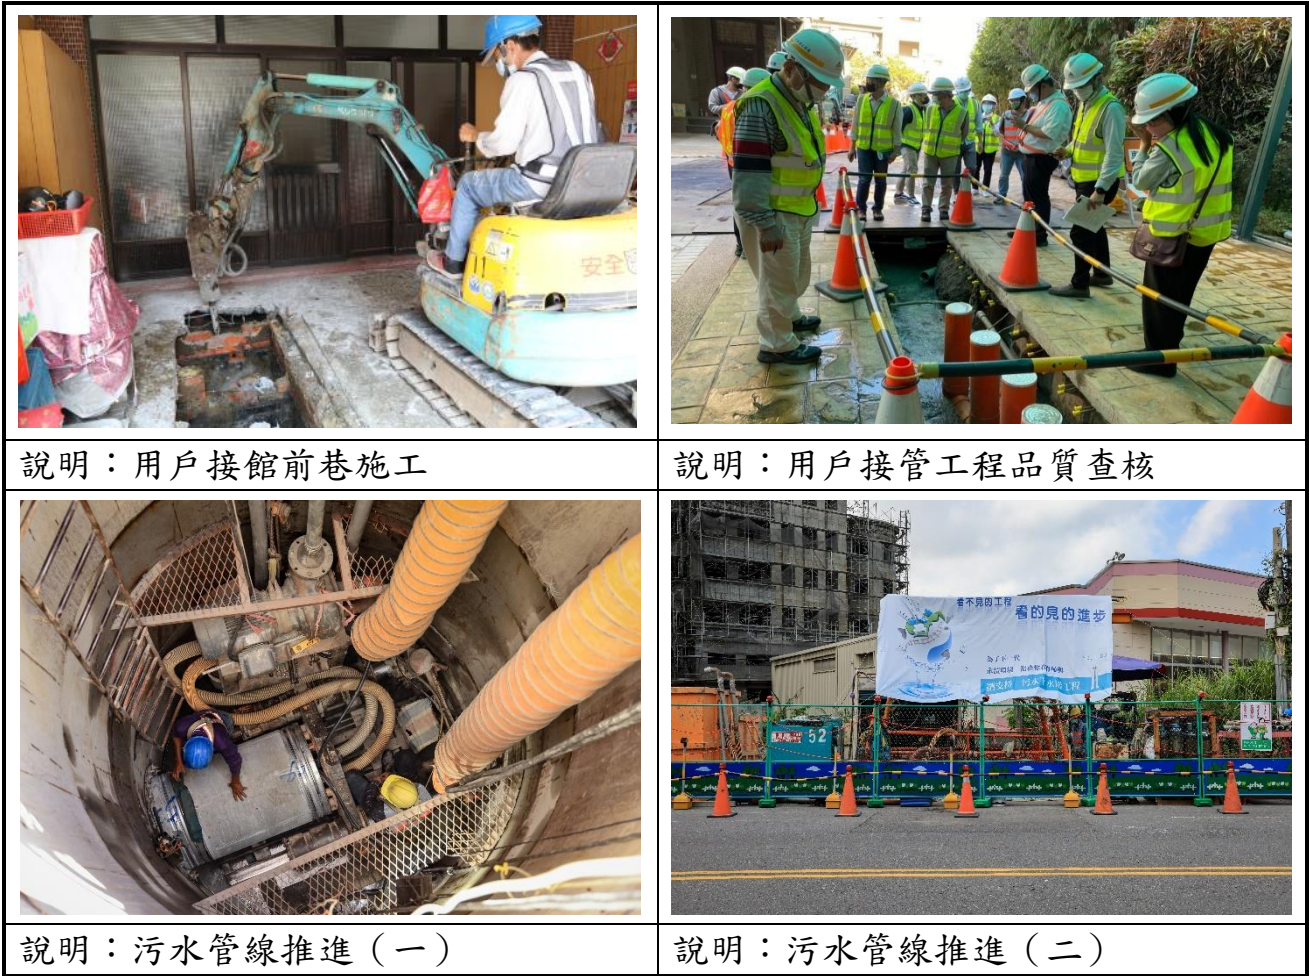 安全
說明：用戶接館前巷施工
說明：用戶接管工程品質查核
看不見的工程
看的見的進步
52
說明：污水管線推進（一）
說明：污水管線推進（二）